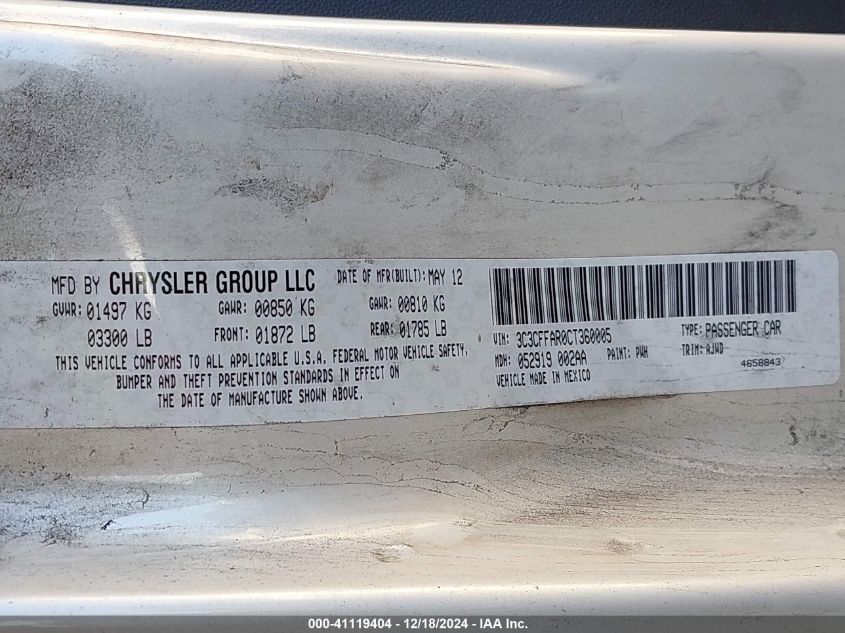 MFD BY CHRYSLER GROUP LLC DATE OF MFR(BUILT): MAY 12
GVWR: 01497 KG GAWR: 00850 KG GAWR: 00810 KG
03300 LB FRONT: 01872 LB REAR: 01785 LB
THIS VEHICLE CONFORMS TO ALL APPLICABLE U.S.A. FEDERAL MOTOR VEHICLE SAFETY,
BUMPER AND THEFT PREVENTION STANDARDS IN EFFECT ON
THE DATE OF MANUFACTURE SHOWN ABOVE.
VIN: 3C3CFFAR0CT360005 TYPE: PASSENGER CAR
MDH: 052919 002AA PAINT: PWH TRIM: AJWD
VEHICLE MADE IN MEXICO 4658843
000-41119404 - 12/18/2024 - IAA Inc.